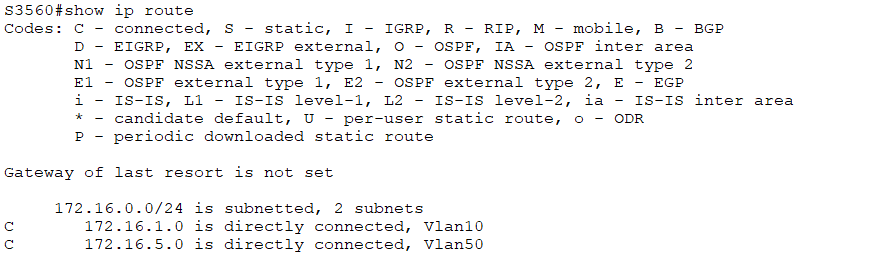 S3560#show ip route
Codes: C - connected, S - static, I - IGRP, R - RIP, M - mobile, B - BGP
       D - EIGRP, EX - EIGRP external, O - OSPF, IA - OSPF inter area
       N1 - OSPF NSSA external type 1, N2 - OSPF NSSA external type 2
       E1 - OSPF external type 1, E2 - OSPF external type 2, E - EGP
       i - IS-IS, L1 - IS-IS level-1, L2 - IS-IS level-2, ia - IS-IS inter area
       * - candidate default, U - per-user static route, o - ODR
       P - periodic downloaded static route

Gateway of last resort is not set

     172.16.0.0/24 is subnetted, 2 subnets
C       172.16.1.0 is directly connected, Vlan10
C       172.16.5.0 is directly connected, Vlan50